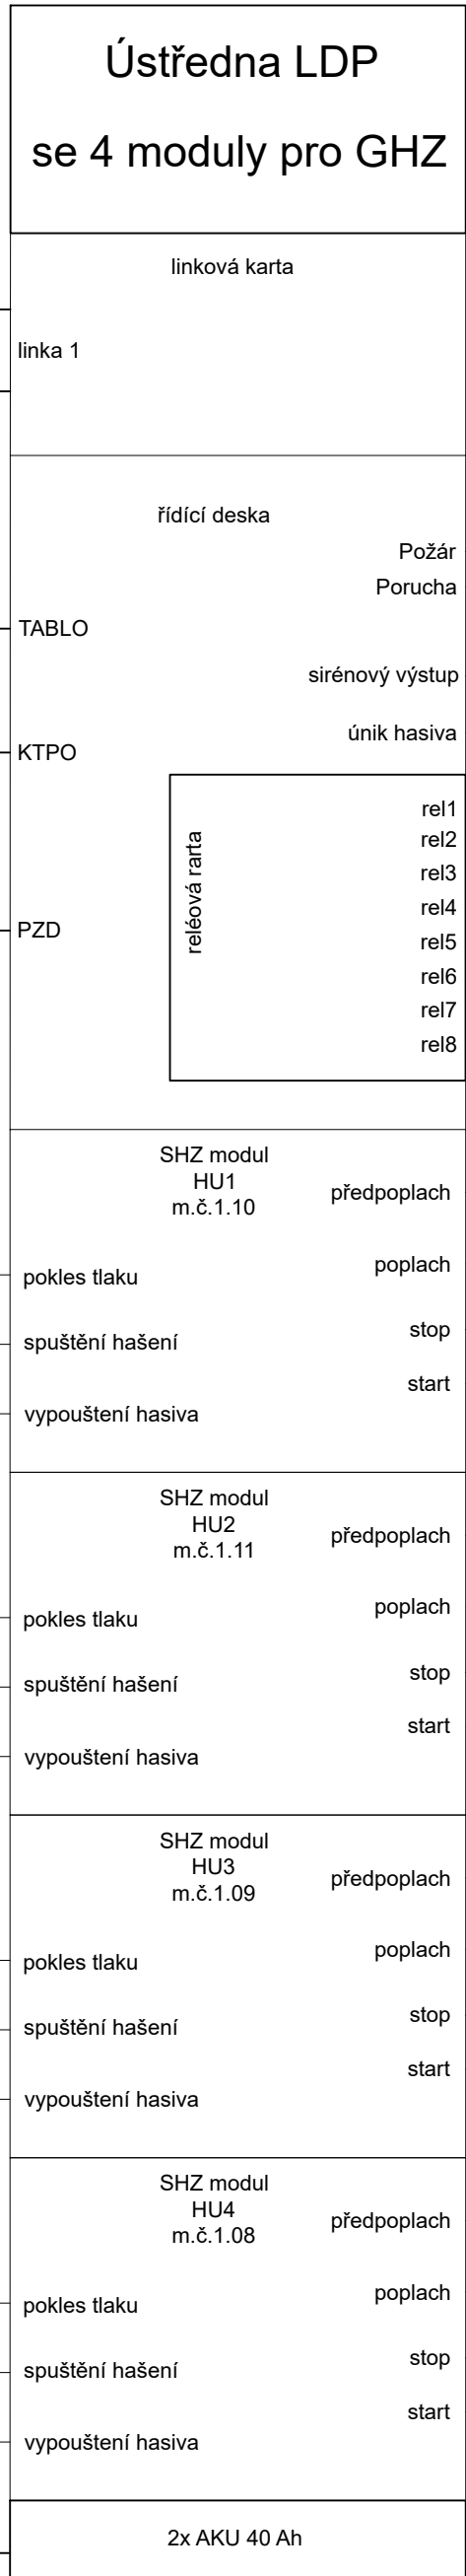 Ústředna LDP
se 4 moduly pro GHZ
linková karta
linka 1
řídící deska
Požár
Porucha
TABLO
sirénový výstup
únik hasiva
KTPO
reléová rarta
rel1
rel2
rel3
rel4
PZD
rel5
rel6
rel7
rel8
SHZ modul
HU1
m.č.1.10
předpoplach
poplach
pokles tlaku
stop
spuštění hašení
start
vypouštení hasiva
SHZ modul
HU2
m.č.1.11
předpoplach
poplach
pokles tlaku
stop
spuštění hašení
start
vypouštení hasiva
SHZ modul
HU3
m.č.1.09
předpoplach
poplach
pokles tlaku
stop
spuštění hašení
start
vypouštení hasiva
SHZ modul
HU4
m.č.1.08
předpoplach
poplach
pokles tlaku
stop
spuštění hašení
start
vypouštení hasiva
2x AKU 40 Ah